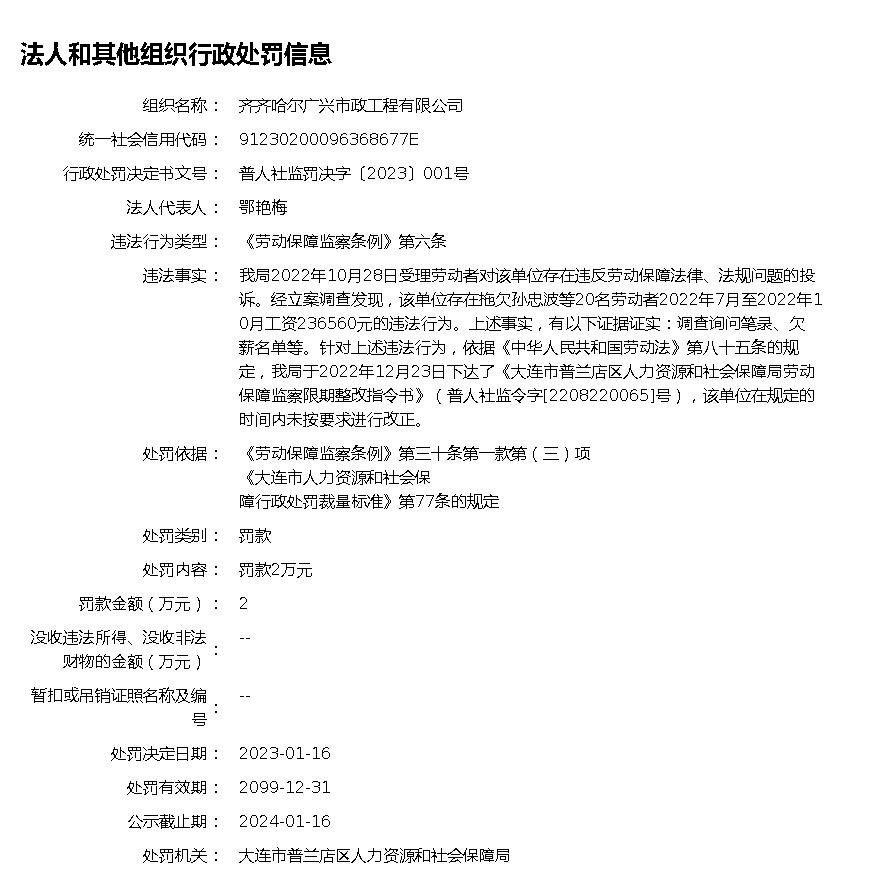 法人和其他组织行政处罚信息
组织名称： 齐齐哈尔广兴市政工程有限公司
统一社会信用代码： 91230200096368677E
行政处罚决定书文号： 普人社监罚决字〔2023〕001号
法人代表人： 鄂艳梅
违法行为类型： 《劳动保障监察条例》第六条
违法事实： 我局2022年10月28日受理劳动者对该单位存在违反劳动保障法律、法规问题的投
诉。经立案调查发现，该单位存在拖欠孙忠波等20名劳动者2022年7月至2022年1
0月工资236560元的违法行为。上述事实，有以下证据证实：调查询问笔录、欠
薪名单等。针对上述违法行为，依据《中华人民共和国劳动法》第八十五条的规
定，我局于2022年12月23日下达了《大连市普兰店区人力资源和社会保障局劳动
保障监察限期整改指令书》（普人社监令字[2208220065]号），该单位在规定的
时间内未按要求进行改正。
处罚依据： 《劳动保障监察条例》第三十条第一款第（三）项
《大连市人力资源和社会保
障行政处罚裁量标准》第77条的规定
处罚类别： 罚款
处罚内容： 罚款2万元
罚款金额（万元）： 2
没收违法所得、没收非法
财物的金额（万元）： --
暂扣或吊销证照名称及编
号： --
处罚决定日期： 2023-01-16
处罚有效期： 2099-12-31
公示截止期： 2024-01-16
处罚机关： 大连市普兰店区人力资源和社会保障局